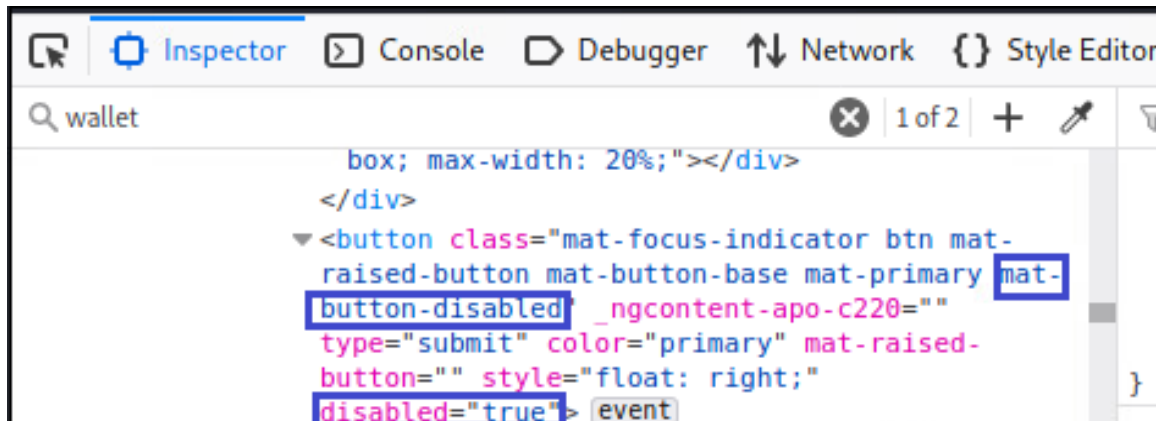 Inspector Console Debugger Network {} Style Editor
wallet 1 of 2 +
box; max-width: 20%;"></div>
</div>
<button class="mat-focus-indicator btn mat-
raised-button mat-button-base mat-primary mat-
button-disabled" _ngcontent-apo-c220=""
type="submit" color="primary" mat-raised-
button="" style="float: right;"
disabled="true"> event
}